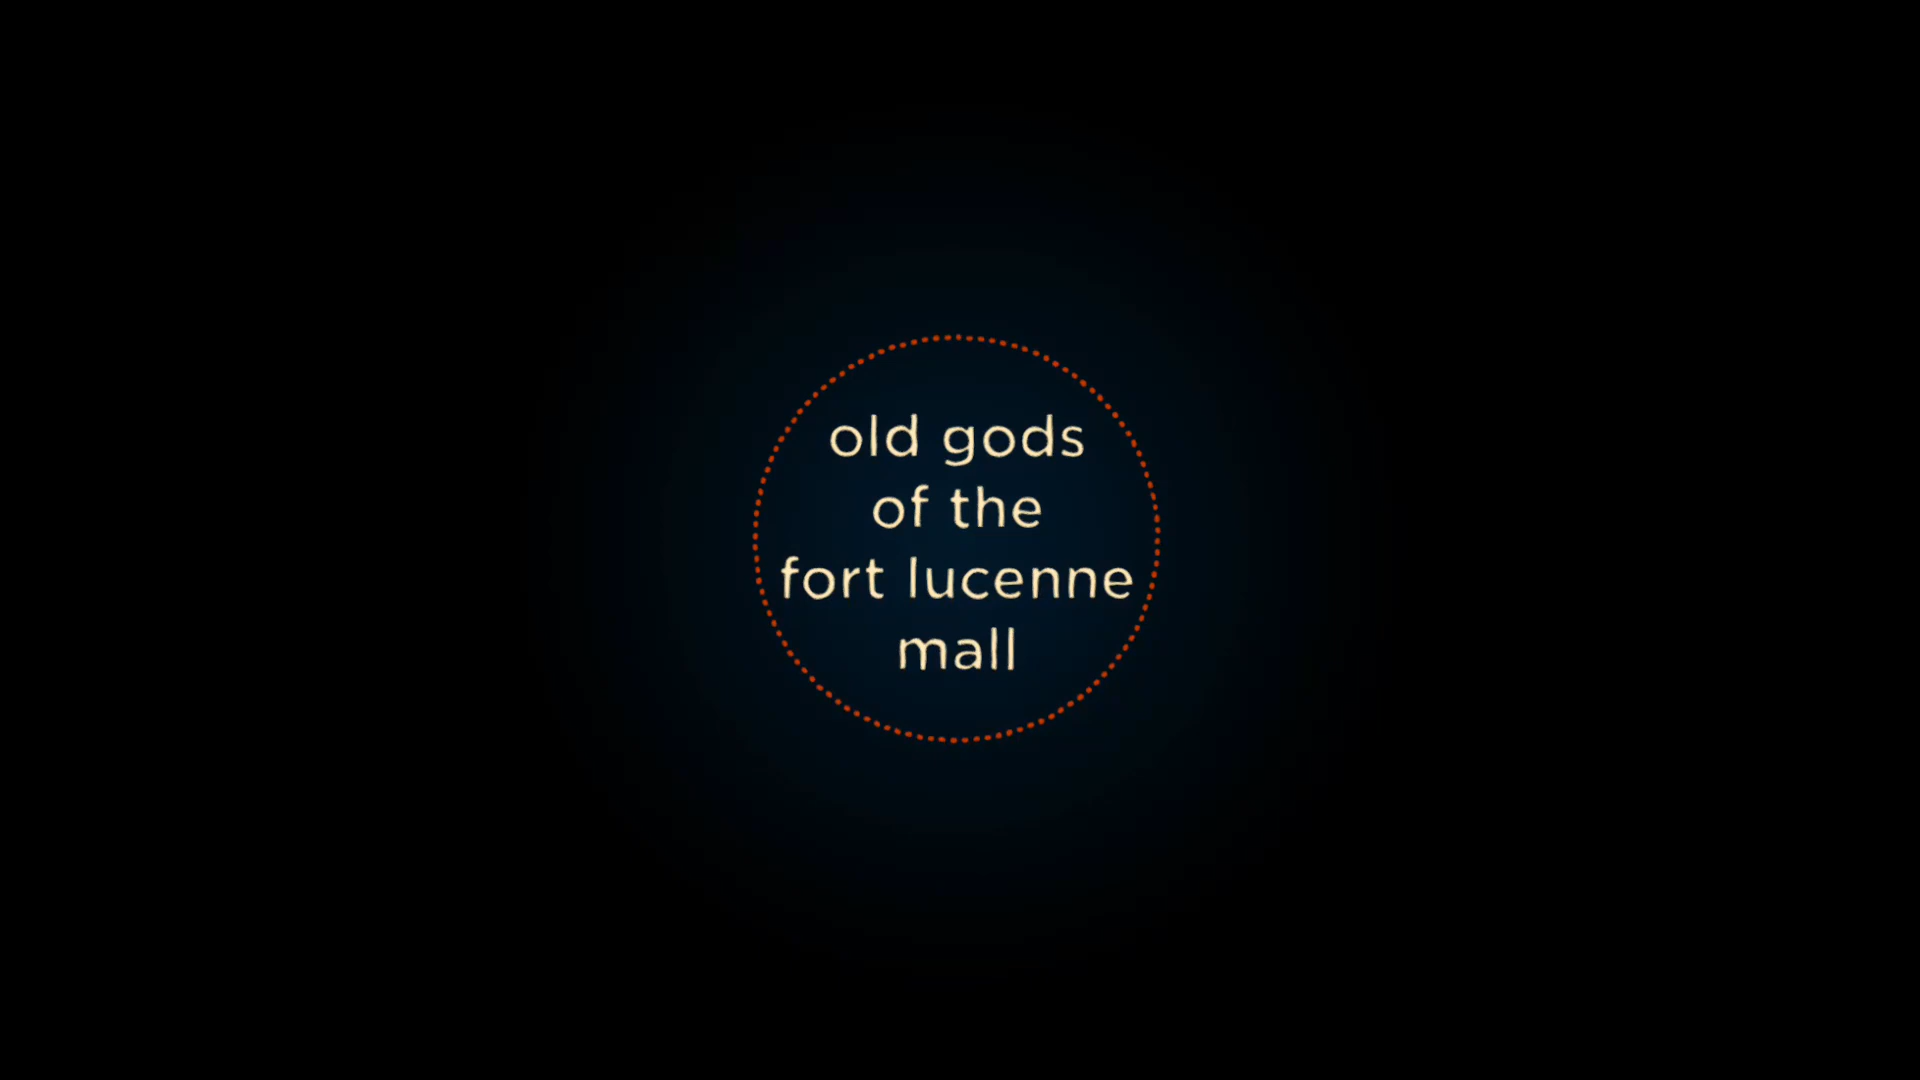 old gods
of the
fort lucenne
mall